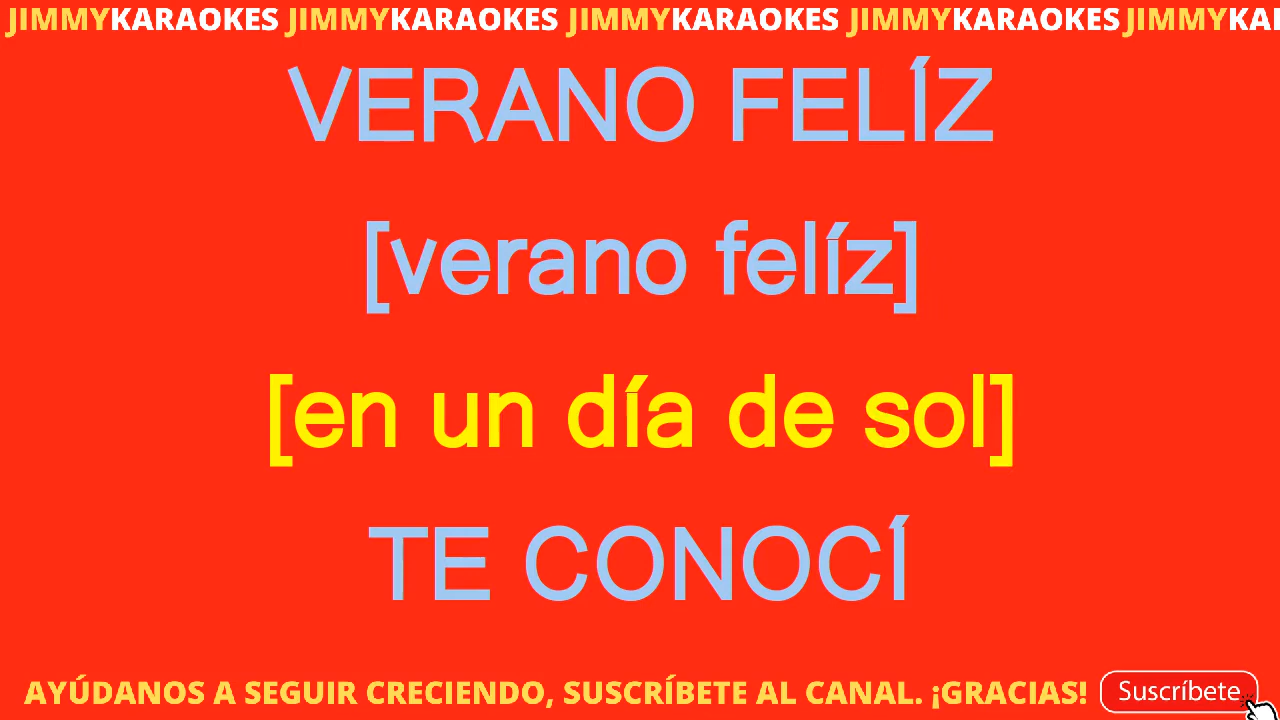 JIMMYKARAOKES JIMMYKARAOKES JIMMYKARAOKES JIMMYKARAOKES JIMMYKA
VERANO FELÍZ
[verano felíz]
[en un día de sol]
TE CONOCÍ
AYÚDANOS A SEGUIR CRECIENDO, SUSCRÍBETE AL CANAL. ¡GRACIAS! Suscríbete